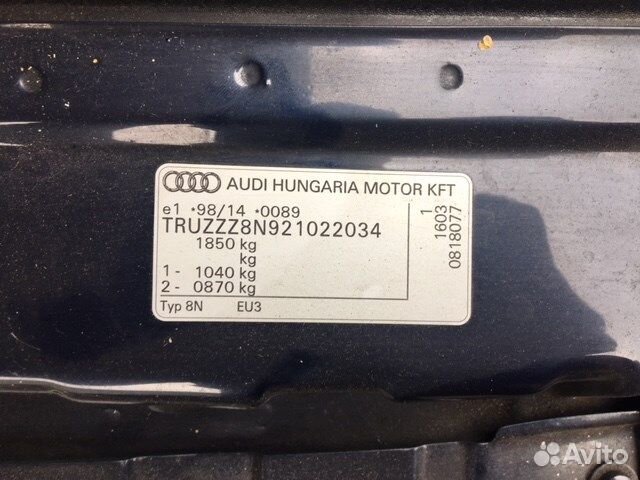 AUDI HUNGARIA MOTOR KFT
e1 *98/14 *0089
TRUZZZ8N921022034
1850 kg
kg
1 - 1040 kg
2 - 0870 kg
Typ 8N EU3
1
1603
0818077
Avito